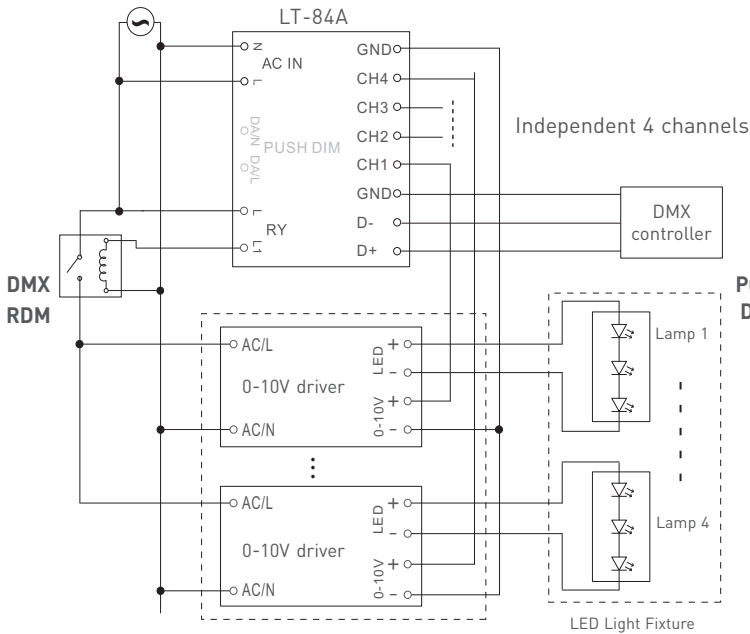 LT-84A
N
AC IN
L
DA/N
PUSH DIM
DA/L
L
RY
L1
GND
CH4
CH3
CH2
CH1
GND
D-
D+
Independent 4 channels
DMX
controller
DMX
RDM
AC/L
0-10V driver
AC/N
LED
+
-
0-10V
+
-
Lamp 1
AC/L
0-10V driver
AC/N
LED
+
-
0-10V
+
-
Lamp 4
LED Light Fixture